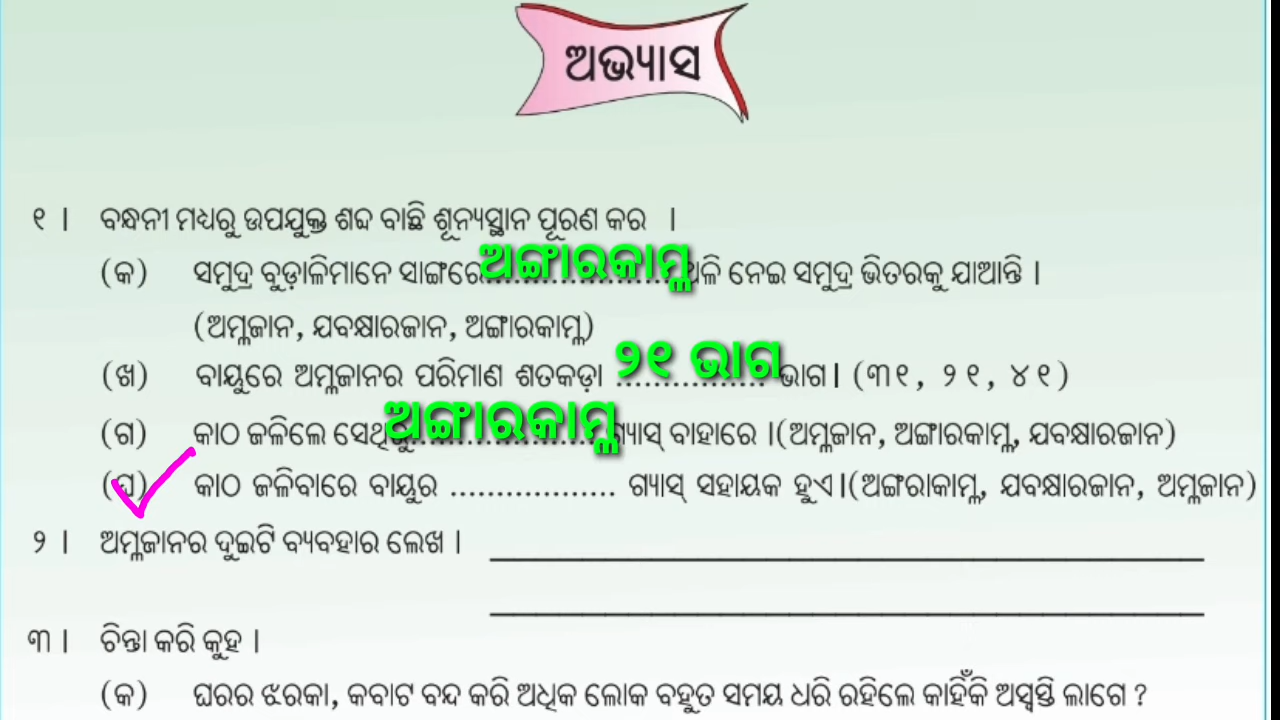 ଅଭ୍ୟାସ
୧ । ବନ୍ଧନୀ ମଧ୍ୟରୁ ଉପଯୁକ୍ତ ଶବ୍ଦ ବାଛି ଶୂନ୍ୟସ୍ଥାନ ପୂରଣ କର ।
(କ) ସମୁଦ୍ର ବୁଡ଼ାଳିମାନେ ସାଙ୍ଗରେ ଅଙ୍ଗାରକାମ୍ଳ ଥଳି ନେଇ ସମୁଦ୍ର ଭିତରକୁ ଯାଆନ୍ତି ।
(ଅମ୍ଳଜାନ, ଯବକ୍ଷାରଜାନ, ଅଙ୍ଗାରକାମ୍ଳ)
(ଖ) ବାୟୁରେ ଅମ୍ଳଜାନର ପରିମାଣ ଶତକଡ଼ା ୨୧ ଭାଗ ଭାଗ । (୩୧, ୨୧, ୪୧)
(ଗ) କାଠ ଜଳିଲେ ସେଥିରୁ ଅଙ୍ଗାରକାମ୍ଳ ଗ୍ୟାସ୍ ବାହାରେ । (ଅମ୍ଳଜାନ, ଅଙ୍ଗାରକାମ୍ଳ, ଯବକ୍ଷାରଜାନ)
(ଘ) କାଠ ଜଳିବାରେ ବାୟୁର .................. ଗ୍ୟାସ୍ ସହାୟକ ହୁଏ । (ଅଙ୍ଗରାକାମ୍ଳ, ଯବକ୍ଷାରଜାନ, ଅମ୍ଳଜାନ)
୨ । ଅମ୍ଳଜାନର ଦୁଇଟି ବ୍ୟବହାର ଲେଖ ।
୩ । ଚିନ୍ତା କରି କୁହ ।
(କ) ଘରର ଝରକା, କବାଟ ବନ୍ଦ କରି ଅଧିକ ଲୋକ ବହୁତ ସମୟ ଧରି ରହିଲେ କାହିଁକି ଅସ୍ୱସ୍ତି ଲାଗେ ?